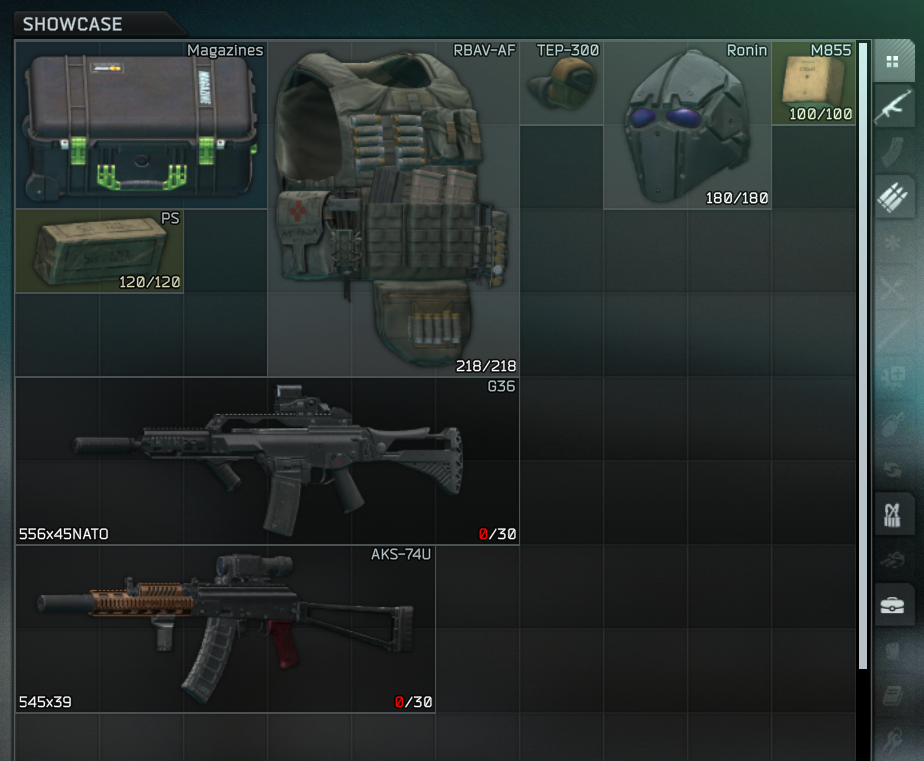 SHOWCASE
Magazines
RBAV-AF
TEP-300
Ronin
M855
MAGAZINE
100/100
180/180
PS
120/120
218/218
G36
556x45NATO
0/30
AKS-74U
545x39
0/30